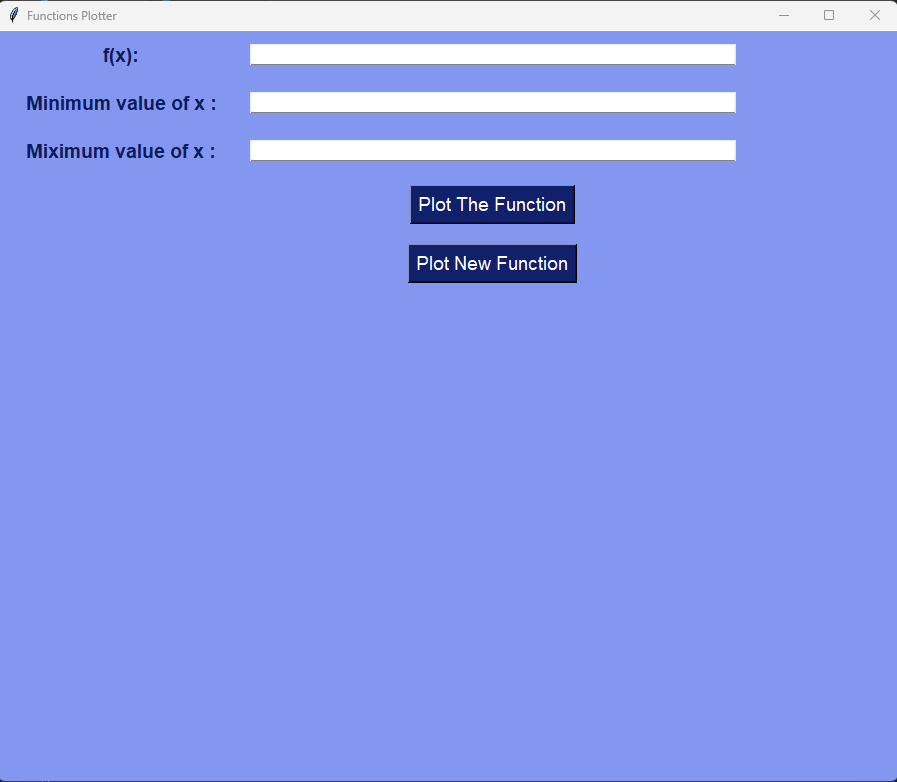 Functions Plotter
f(x):
Minimum value of x :
Miximum value of x :
Plot The Function
Plot New Function